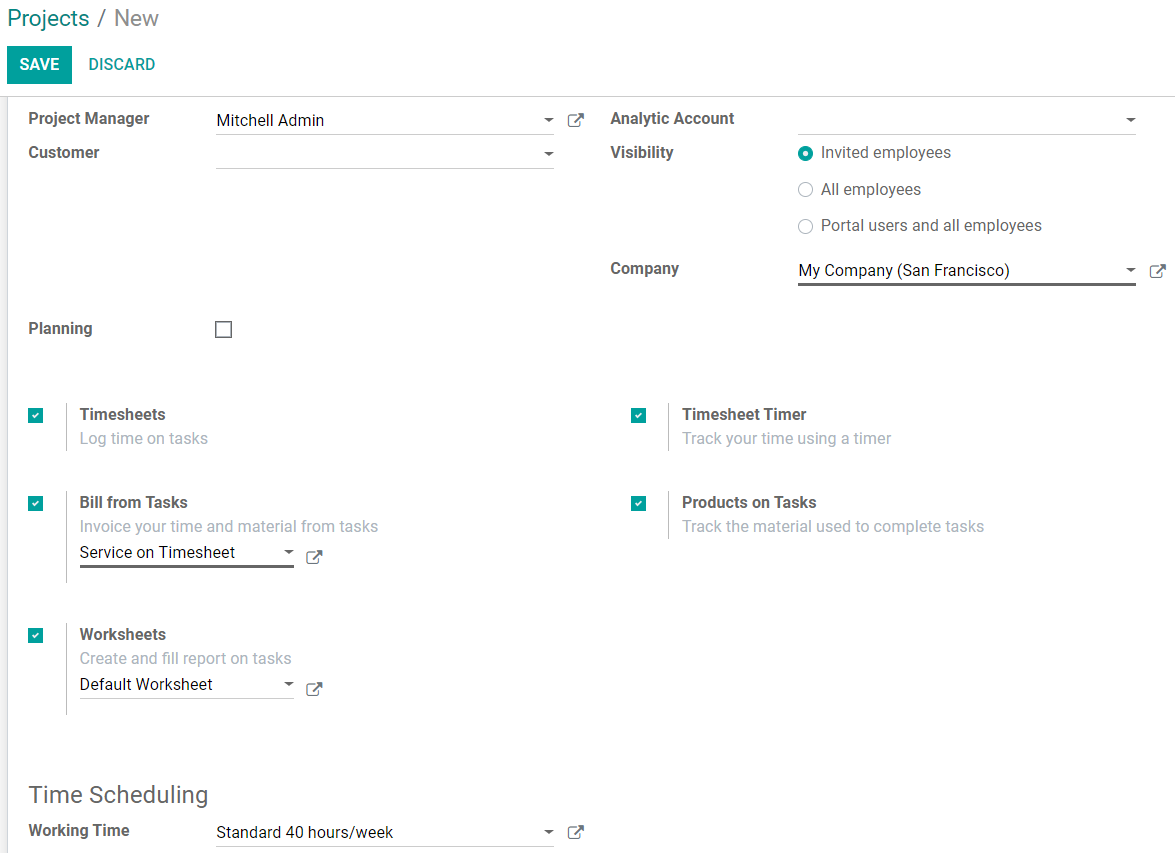 Projects / New
SAVE DISCARD
Project Manager Mitchell Admin Analytic Account
Customer Visibility Invited employees
All employees
Portal users and all employees
Company My Company (San Francisco)
Planning
Timesheets Timesheet Timer
Log time on tasks Track your time using a timer
Bill from Tasks Products on Tasks
Invoice your time and material from tasks Track the material used to complete tasks
Service on Timesheet
Worksheets
Create and fill report on tasks
Default Worksheet
Time Scheduling
Working Time Standard 40 hours/week